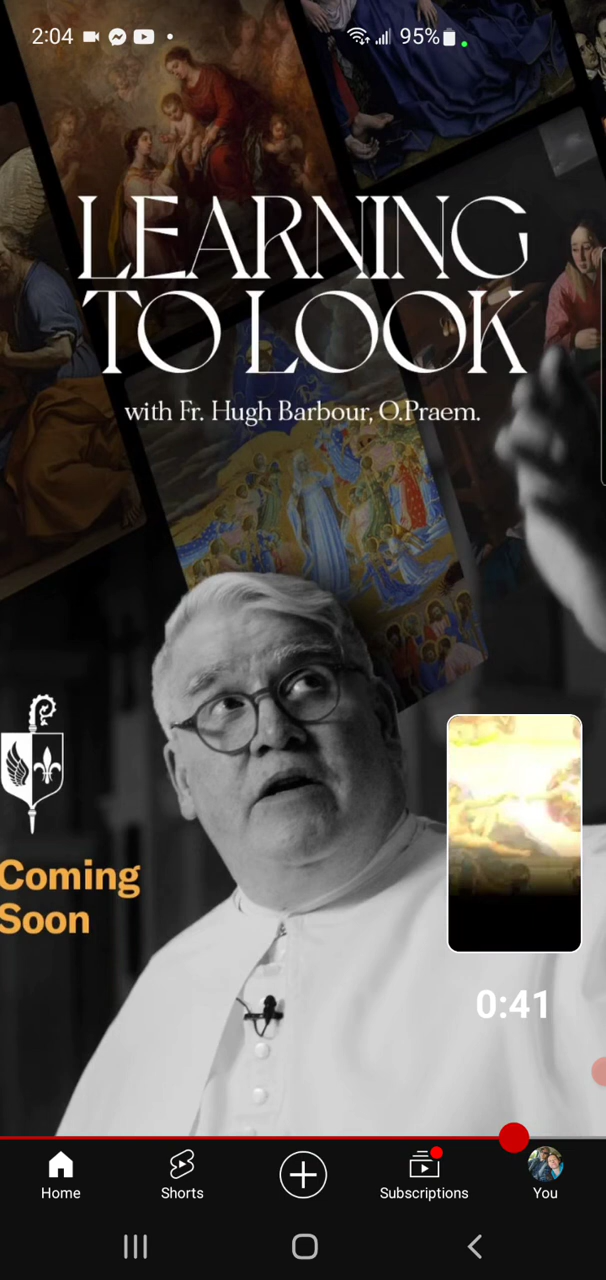 2:04
95%
LEARNING
TO LOOK
with Fr. Hugh Barbour, O.Praem.
Coming
Soon
0:41
Home
Shorts
Subscriptions
You